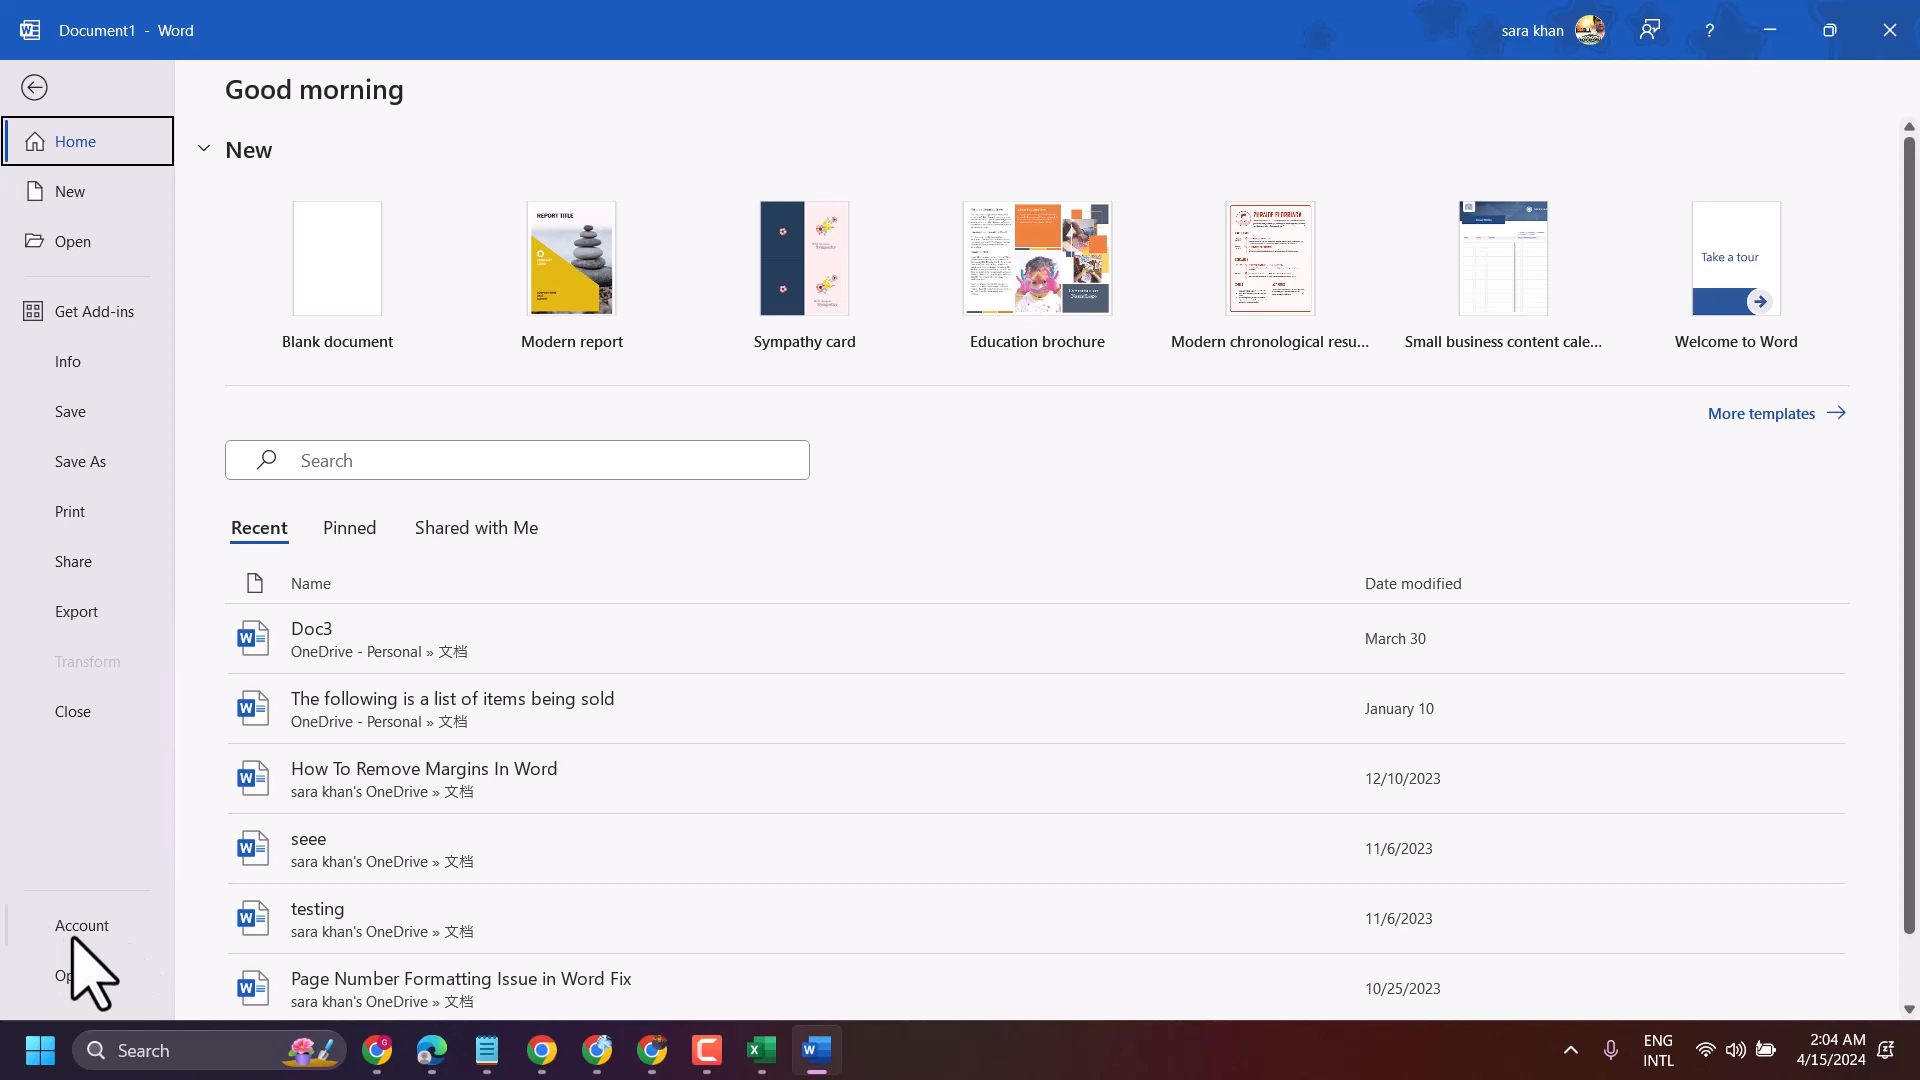 Document1 - Word
sara khan
?
Good morning
Home
New
Open
Get Add-ins
Info
Save
Save As
Print
Share
Export
Transform
Close
Account
New
REPORT TITLE
Take a tour
Blank document
Modern report
Sympathy card
Education brochure
Modern chronological resu...
Small business content cale...
Welcome to Word
More templates
Search
Recent Pinned Shared with Me
Name Date modified
Doc3
OneDrive - Personal » 文档
March 30
The following is a list of items being sold
OneDrive - Personal » 文档
January 10
How To Remove Margins In Word
sara khan's OneDrive » 文档
12/10/2023
seee
sara khan's OneDrive » 文档
11/6/2023
testing
sara khan's OneDrive » 文档
11/6/2023
Page Number Formatting Issue in Word Fix
sara khan's OneDrive » 文档
10/25/2023
Search
ENG
INTL
2:04 AM
4/15/2024